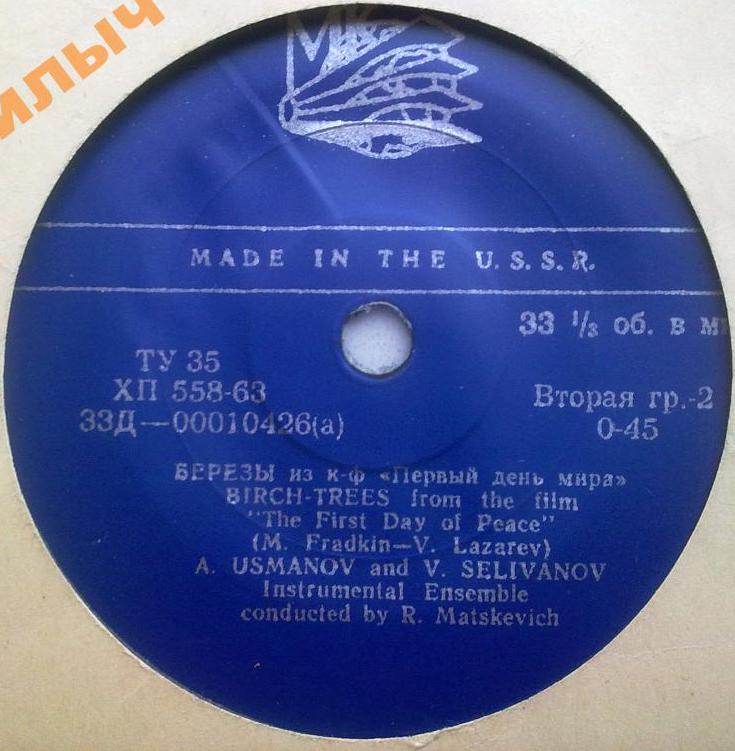 илыч
МК
MADE IN THE U.S.S.R.
33 ⅓ об. в
ТУ 35
ХП 558-63
33Д—00010426(а)
Вторая гр.-2
0-45
БЕРЕЗЫ из к-ф «Первый день мира»
BIRCH-TREES from the film
"The First Day of Peace"
(M. Fradkin—V. Lazarev)
A. USMANOV and V. SELIVANOV
Instrumental Ensemble
conducted by R. Matskevich